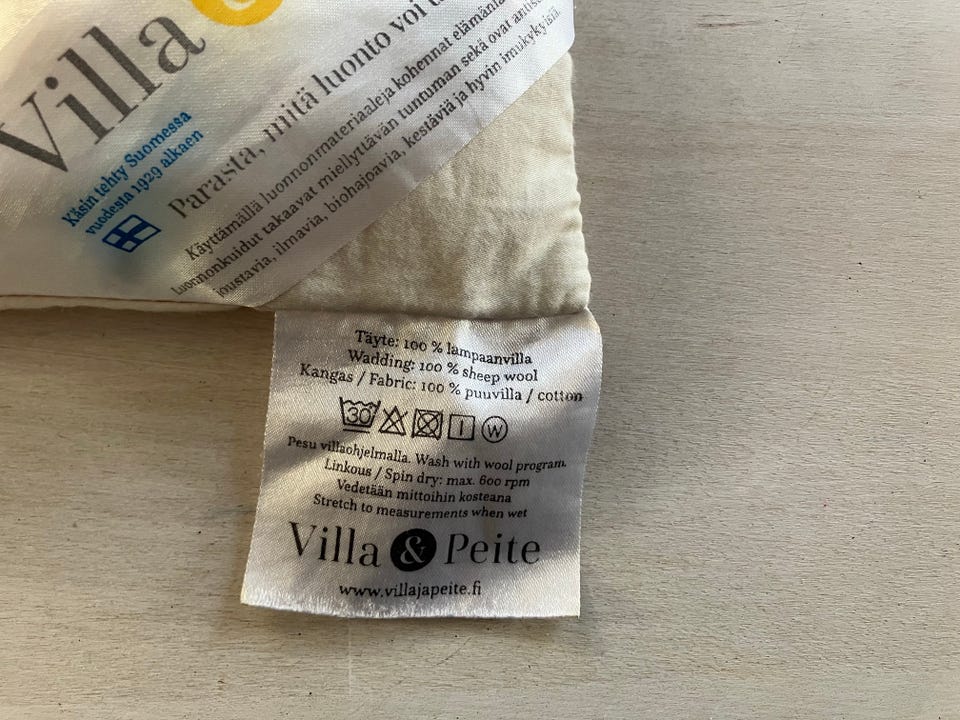 Villa &
Käsin tehty Suomessa
vuodesta 1929 alkaen
Parasta, mitä luonto voi
Käyttämällä luonnonmateriaaleja kohennat
Luonnonkuidut takaavat miellyttävän tuntuman sekä ovat
joustavia, ilmavia, biohajoavia, kestäviä ja hyvin imukykyisiä.
Täyte: 100 % lampaanvilla
Wadding: 100 % sheep wool
Kangas / Fabric: 100 % puuvilla / cotton
30 I W
Pesu villaohjelmalla. Wash with wool program.
Linkous / Spin dry: max. 600 rpm
Vedetään mittoihin kosteana
Stretch to measurements when wet
Villa & Peite
www.villajapeite.fi